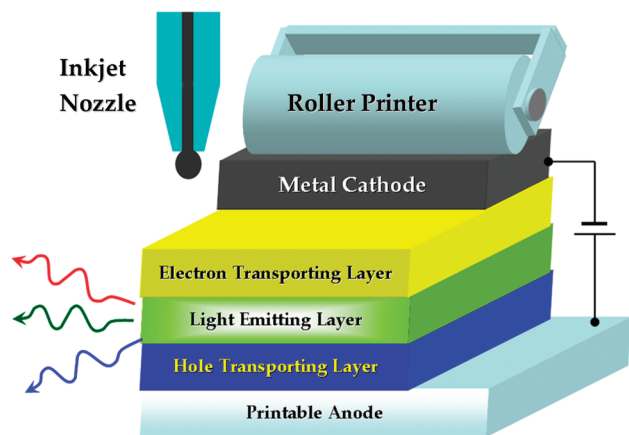 Inkjet
Nozzle
Roller Printer
Metal Cathode
Electron Transporting Layer
Light Emitting Layer
Hole Transporting Layer
Printable Anode